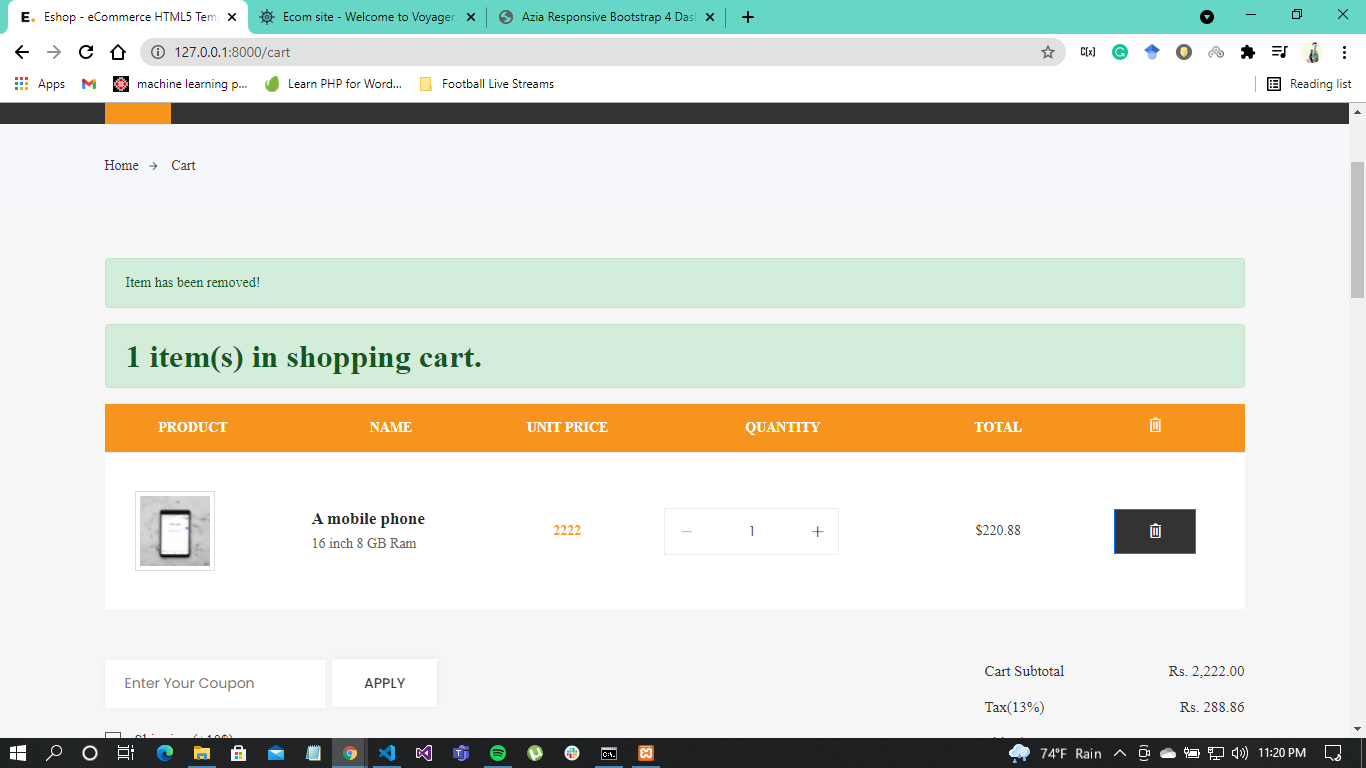 E. Eshop - eCommerce HTML5 Tem
Ecom site - Welcome to Voyager.
Azia Responsive Bootstrap 4 Das
127.0.0.1:8000/cart
Apps
machine learning p...
Learn PHP for Word...
Football Live Streams
Reading list
Home → Cart
Item has been removed!
1 item(s) in shopping cart.
PRODUCT NAME UNIT PRICE QUANTITY TOTAL
A mobile phone
16 inch 8 GB Ram
2222
1
$220.88
Enter Your Coupon
APPLY
Cart Subtotal Rs. 2,222.00
Tax(13%) Rs. 288.86
74°F Rain
11:20 PM